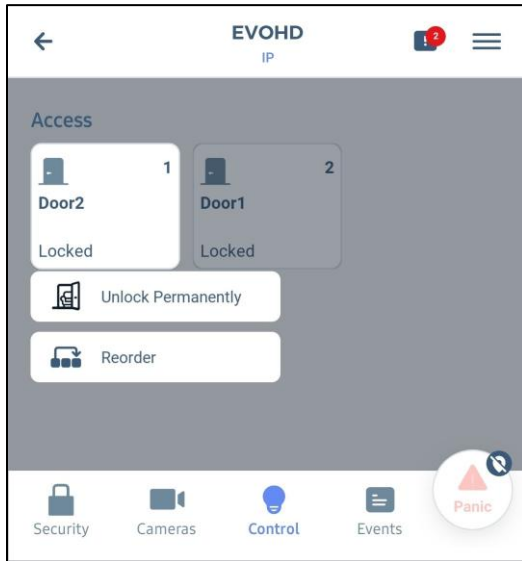 EVOHD
IP
! 2
Access
1
Door2
Locked
2
Door1
Locked
Unlock Permanently
Reorder
Panic
Security
Cameras
Control
Events